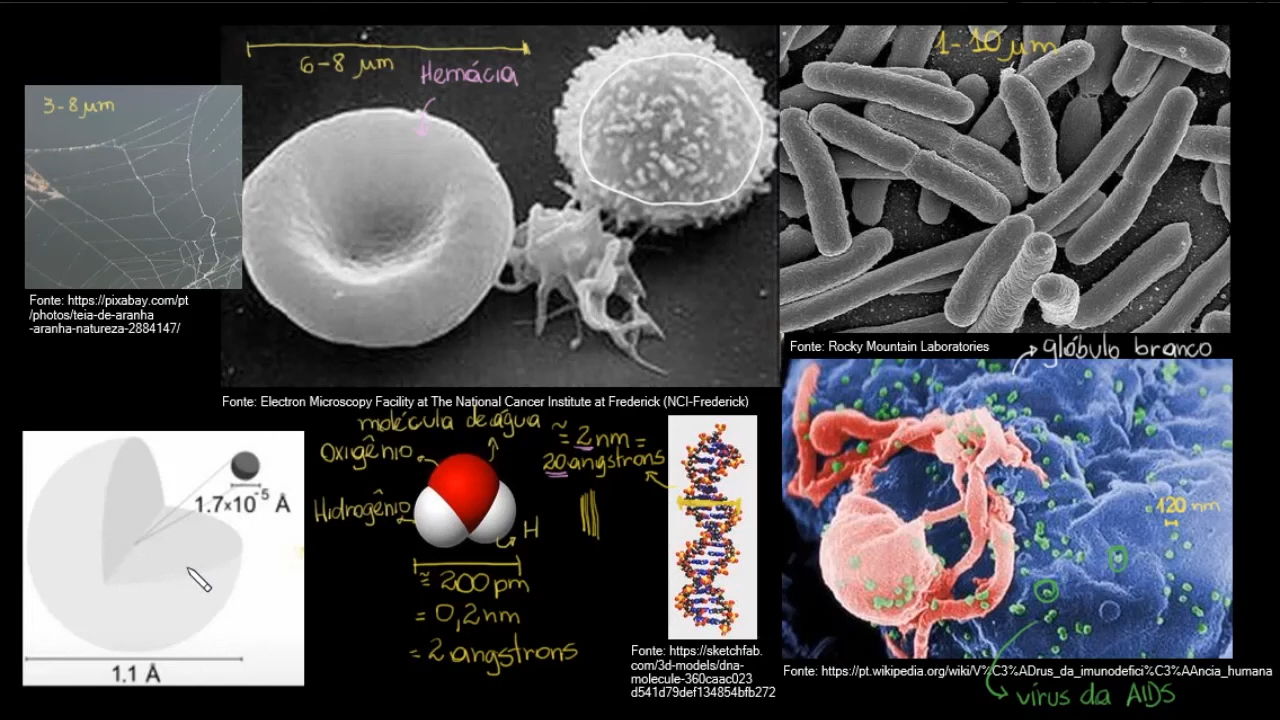 3-8 μm
Fonte: https://pixabay.com/pt
/photos/teia-de-aranha
-aranha-natureza-2884147/
6-8 μm
Hemácia
Fonte: Electron Microscopy Facility at The National Cancer Institute at Frederick (NCI-Frederick)
1-10 μm
Fonte: Rocky Mountain Laboratories
glóbulo branco
120 nm
Fonte: https://pt.wikipedia.org/wiki/V%C3%ADrus_da_imunodefici%C3%AAncia_humana
vírus da AIDS
1.7×10⁻⁵ Å
1.1 Å
molécula de água
Oxigênio
Hidrogênio
H
≅ 200 pm
= 0,2 nm
= 2 angstrons
≅ 2 nm =
20 angstrons
Fonte: https://sketchfab.
com/3d-models/dna-
molecule-360caac023
d541d79def134854bfb272